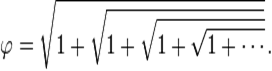 φ = √(1 + √(1 + √(1 + √(1 + ⋯)))).